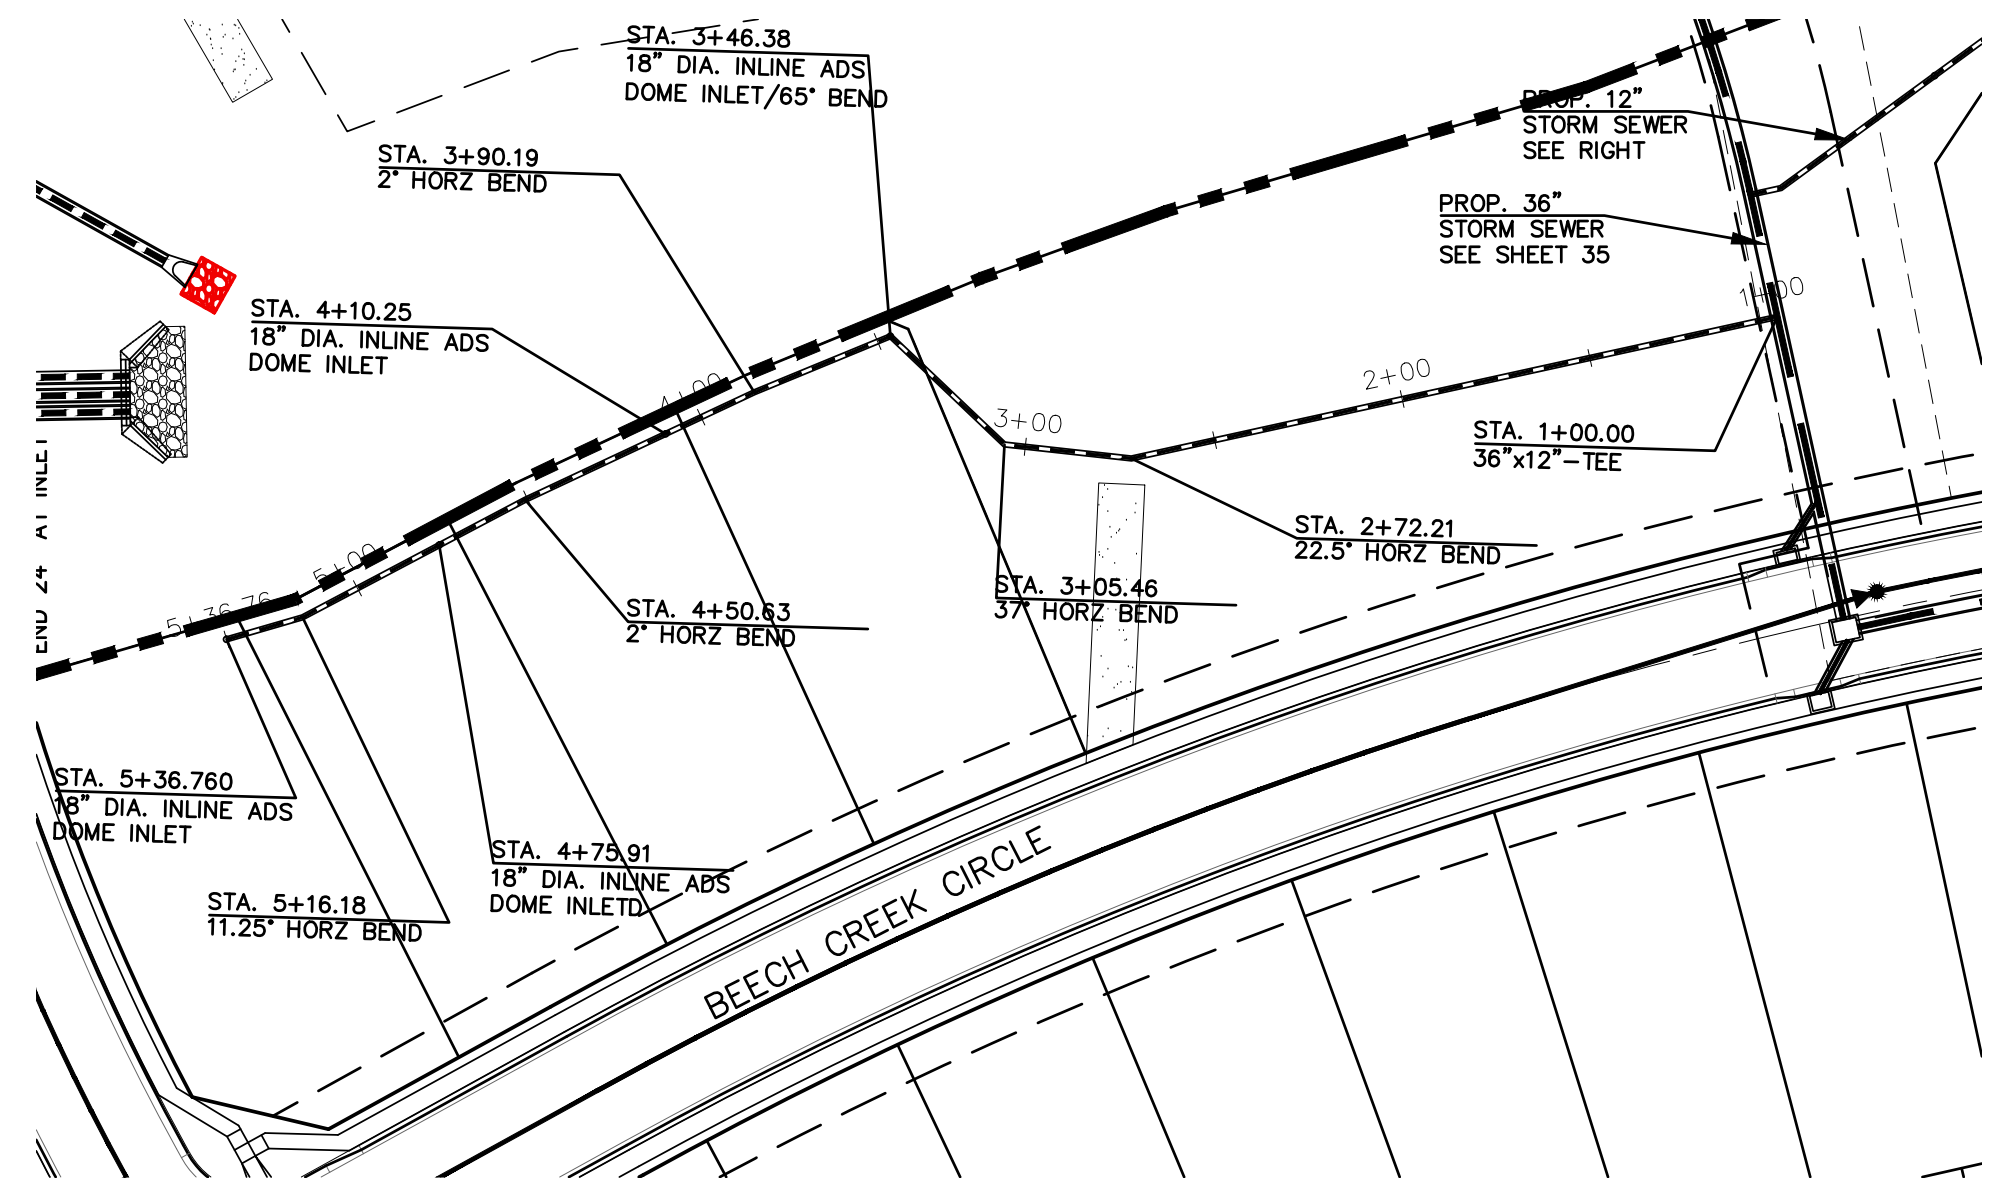 STA. 3+46.38
18" DIA. INLINE ADS
DOME INLET/65° BEND
PROP. 12"
STORM SEWER
SEE RIGHT
STA. 3+90.19
2° HORZ BEND
PROP. 36"
STORM SEWER
SEE SHEET 35
1+00
STA. 4+10.25
18" DIA. INLINE ADS
DOME INLET
2+00
4+00
3+00
STA. 1+00.00
36"x12"-TEE
END 24" AT INLET
STA. 2+72.21
22.5° HORZ BEND
5+00
STA. 3+05.46
37° HORZ BEND
STA. 4+50.63
2° HORZ BEND
5+36.76
STA. 5+36.760
18" DIA. INLINE ADS
DOME INLET
STA. 4+75.91
18" DIA. INLINE ADS
DOME INLETD
STA. 5+16.18
11.25° HORZ BEND
BEECH CREEK CIRCLE